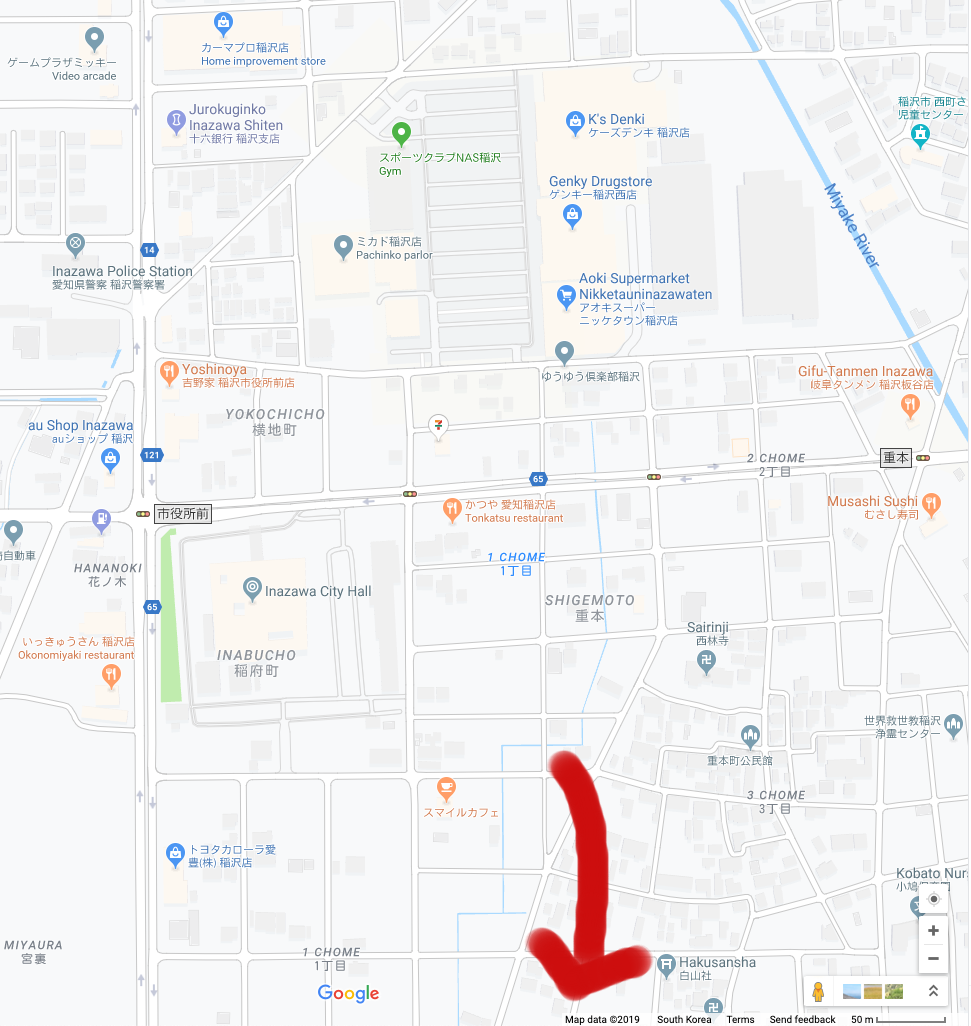 カーマプロ稲沢店
Home improvement store
ゲームプラザミッキー
Video arcade
Jurokuginko
Inazawa Shiten
十六銀行 稲沢支店
K's Denki
ケーズデンキ 稲沢店
稲沢市 西町さ
児童センター
スポーツクラブNAS稲沢
Gym
Genky Drugstore
ゲンキー稲沢西店
Miyake River
ミカド稲沢店
Pachinko parlor
14
Inazawa Police Station
愛知県警察 稲沢警察署
Aoki Supermarket
Nikketauninazawaten
アオキスーパー
ニッケタウン稲沢店
Yoshinoya
吉野家 稲沢市役所前店
ゆうゆう倶楽部稲沢
Gifu-Tanmen Inazawa
岐阜タンメン 稲沢板谷店
YOKOCHICHO
横地町
7
au Shop Inazawa
auショップ 稲沢
121
2 CHOME
2丁目
重本
65
市役所前
かつや 愛知稲沢店
Tonkatsu restaurant
Musashi Sushi
むさし寿司
自動車
HANANOKI
花ノ木
1 CHOME
1丁目
Inazawa City Hall
65
SHIGEMOTO
重本
Sairinji
西林寺
いっきゅうさん 稲沢店
Okonomiyaki restaurant
INABUCHO
稲府町
世界救世教稲沢
浄霊センター
重本町公民館
3 CHOME
3丁目
スマイルカフェ
トヨタカローラ愛
豊(株) 稲沢店
Kobato Nurs
MIYAURA
宮裏
1 CHOME
1丁目
Hakusansha
白山社
Google
Map data ©2019 South Korea Terms Send feedback 50 m